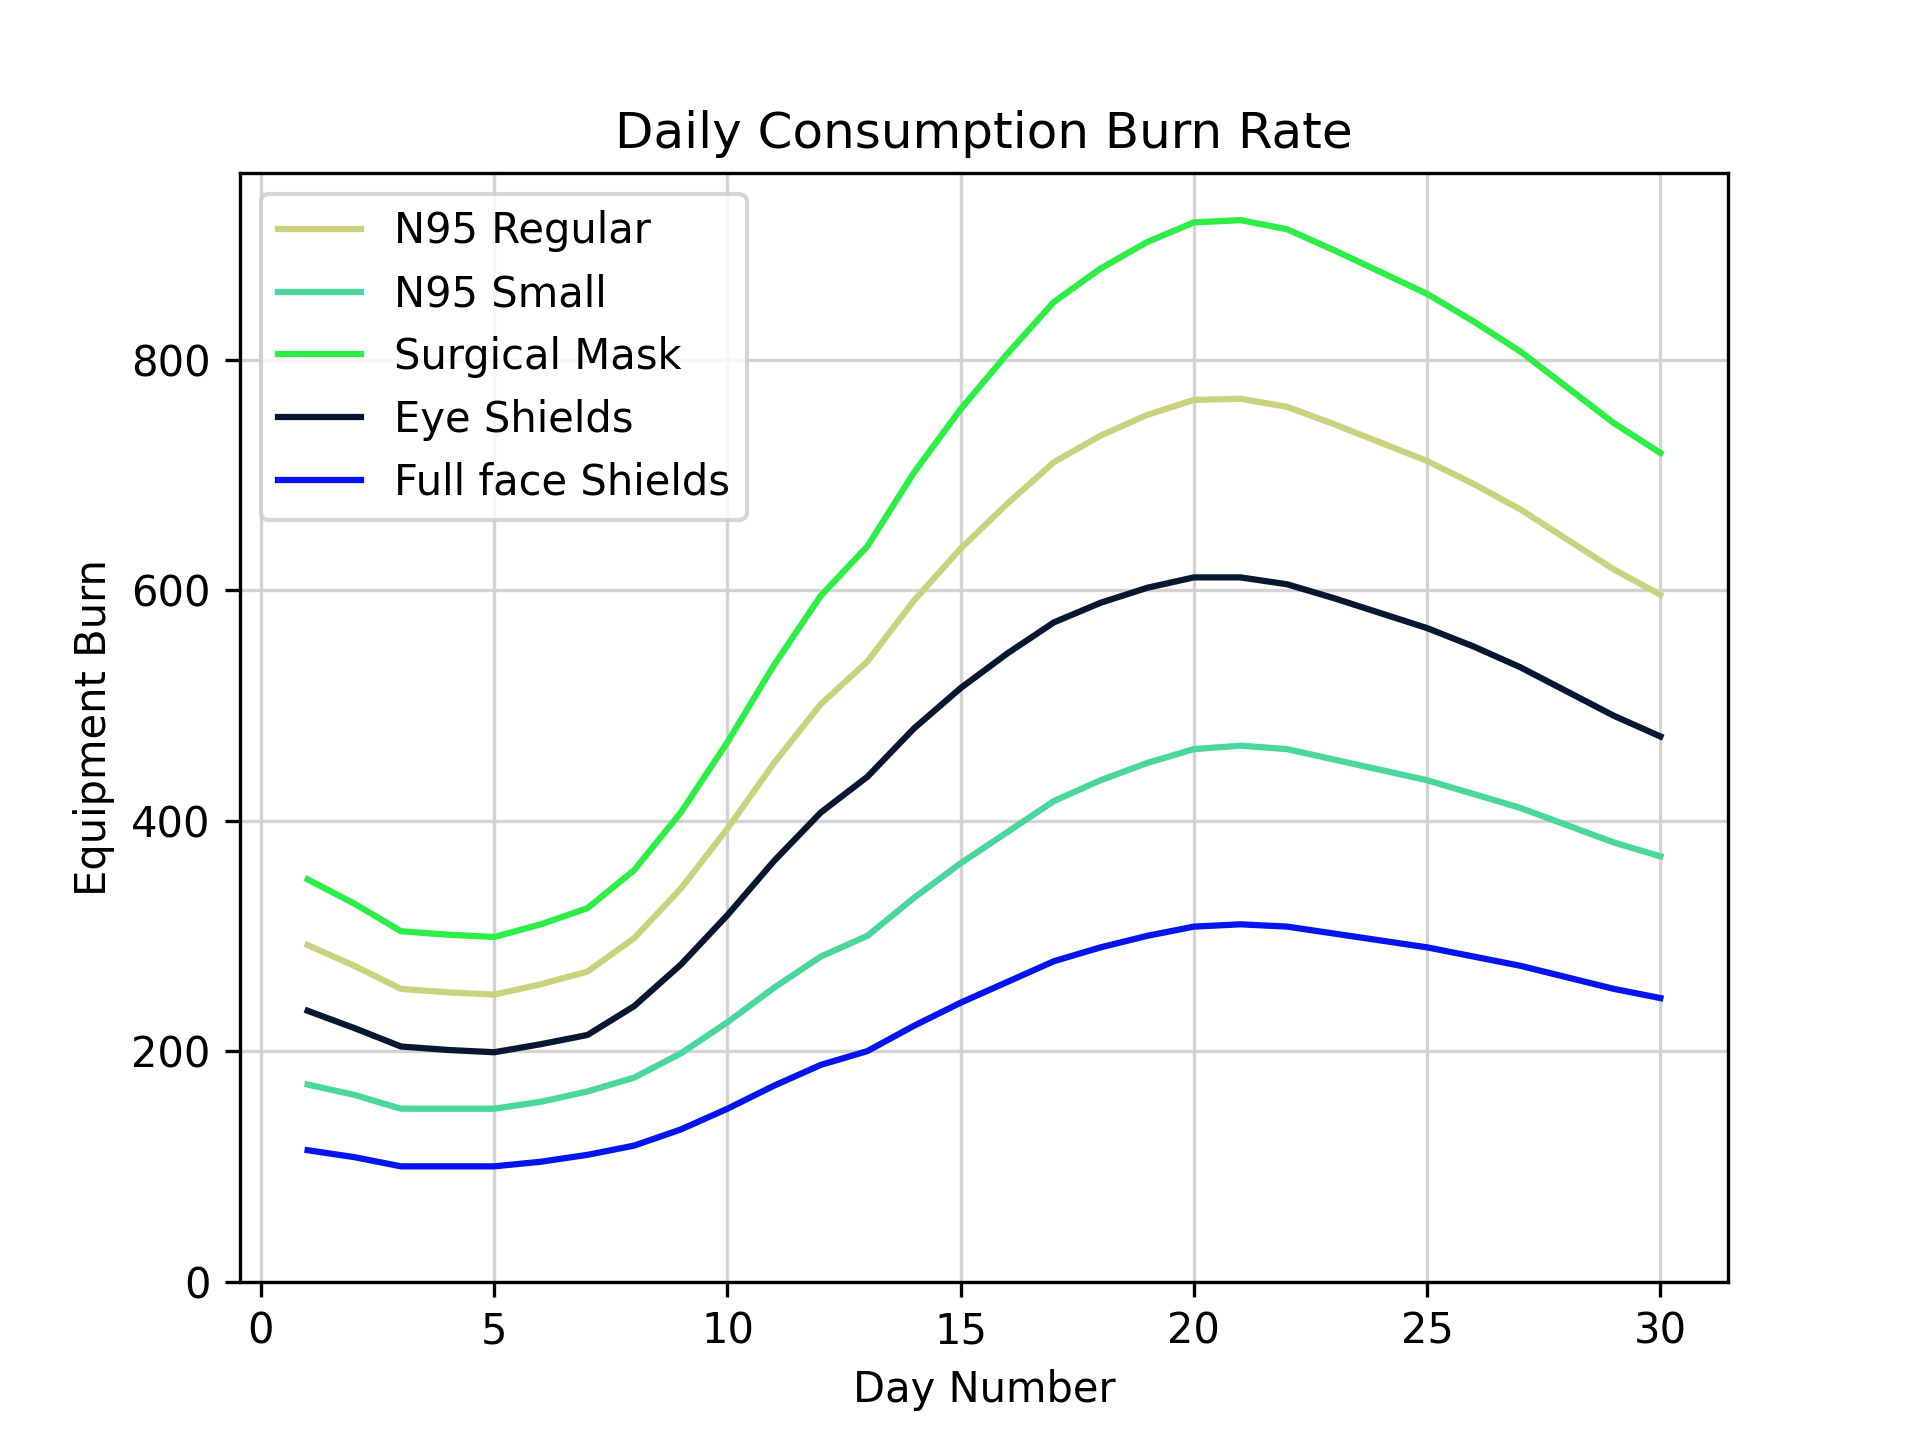 Daily Consumption Burn Rate
N95 Regular
N95 Small
Surgical Mask
Eye Shields
Full face Shields
Equipment Burn
800
600
400
200
0
0 5 10 15 20 25 30
Day Number